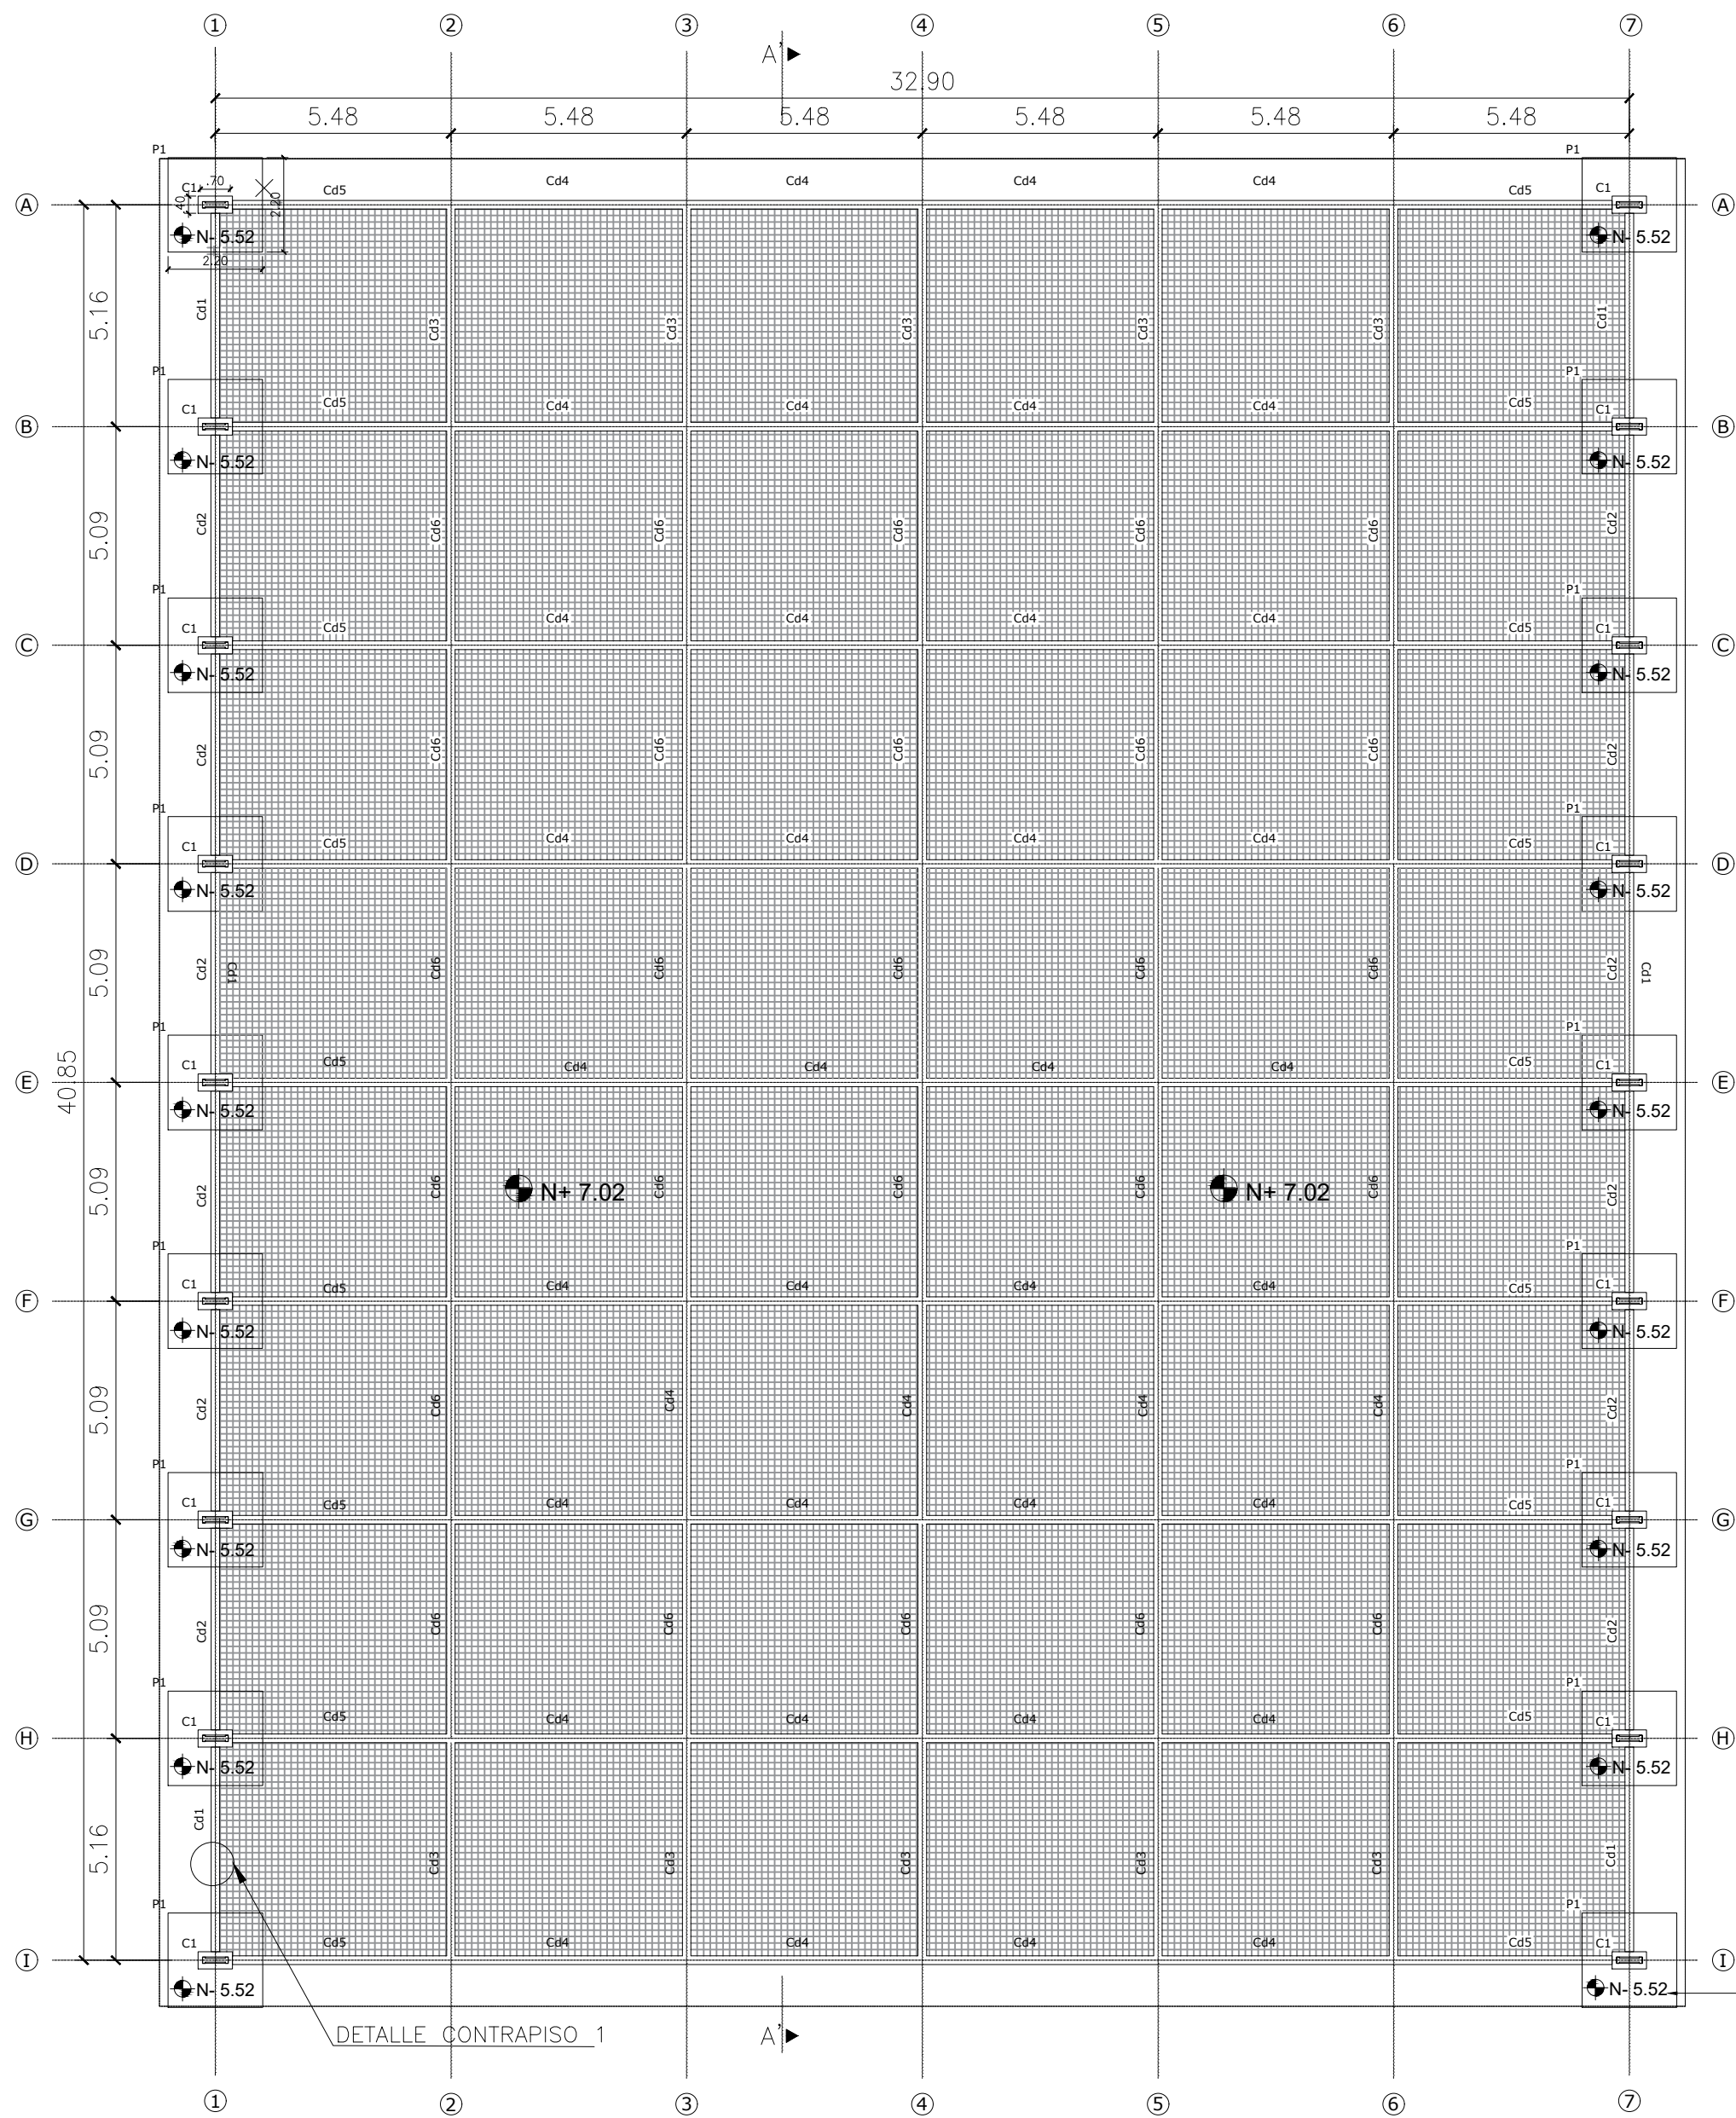 1 2 3 4 5 6 7
A'
32.90
5.48 5.48 5.48 5.48 5.48 5.48
P1 P1
C1 .70 Cd5 Cd4 Cd4 Cd4 Cd4 Cd5 C1
A .40 2.20 A
N- 5.52 N- 5.52
2.20
5.16 Cd1 Cd3 Cd3 Cd3 Cd3 Cd3 Cd1
P1 P1
C1 Cd5 Cd4 Cd4 Cd4 Cd4 Cd5 C1
B B
N- 5.52 N- 5.52
5.09 Cd2 Cd6 Cd6 Cd6 Cd6 Cd6 Cd2
P1 P1
C1 Cd5 Cd4 Cd4 Cd4 Cd4 Cd5 C1
C C
N- 5.52 N- 5.52
5.09 Cd2 Cd6 Cd6 Cd6 Cd6 Cd6 Cd2
P1 P1
C1 Cd5 Cd4 Cd4 Cd4 Cd4 Cd5 C1
D D
N- 5.52 N- 5.52
5.09 Cd2 Cd1 Cd6 Cd6 Cd6 Cd6 Cd6 Cd2 Cd1
P1 P1
40.85
C1 Cd5 Cd4 Cd4 Cd4 Cd4 Cd5 C1
E E
N- 5.52 N- 5.52
5.09 Cd2 Cd6 Cd6 Cd6 Cd6 Cd6 Cd2
N+ 7.02 N+ 7.02
P1 P1
C1 Cd5 Cd4 Cd4 Cd4 Cd4 Cd5 C1
F F
N- 5.52 N- 5.52
5.09 Cd2 Cd6 Cd4 Cd4 Cd4 Cd4 Cd2
P1 P1
C1 Cd5 Cd4 Cd4 Cd4 Cd4 Cd5 C1
G G
N- 5.52 N- 5.52
5.09 Cd2 Cd6 Cd6 Cd6 Cd6 Cd6 Cd2
P1 P1
C1 Cd5 Cd4 Cd4 Cd4 Cd4 Cd5 C1
H H
N- 5.52 N- 5.52
5.16 Cd1 Cd3 Cd3 Cd3 Cd3 Cd3 Cd1
P1 P1
C1 Cd5 Cd4 Cd4 Cd4 Cd4 Cd5 C1
I I
N- 5.52 N- 5.52
DETALLE CONTRAPISO 1
A'
1 2 3 4 5 6 7